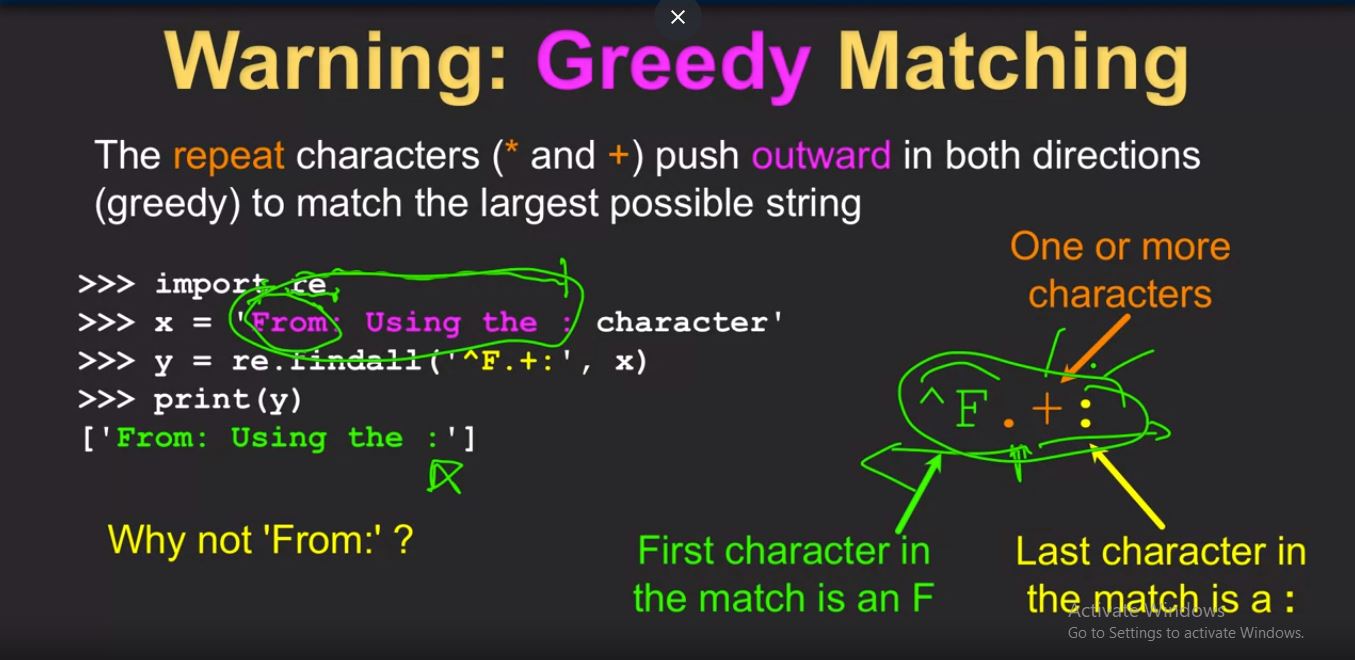 Warning: Greedy Matching
The repeat characters (* and +) push outward in both directions
(greedy) to match the largest possible string
>>> import re
>>> x = 'From: Using the : character'
>>> y = re.findall('^F.+:', x)
>>> print(y)
['From: Using the :']
Why not 'From:' ?
One or more
characters
^F.+:
First character in
the match is an F
Last character in
the match is a :
Activate Windows
Go to Settings to activate Windows.